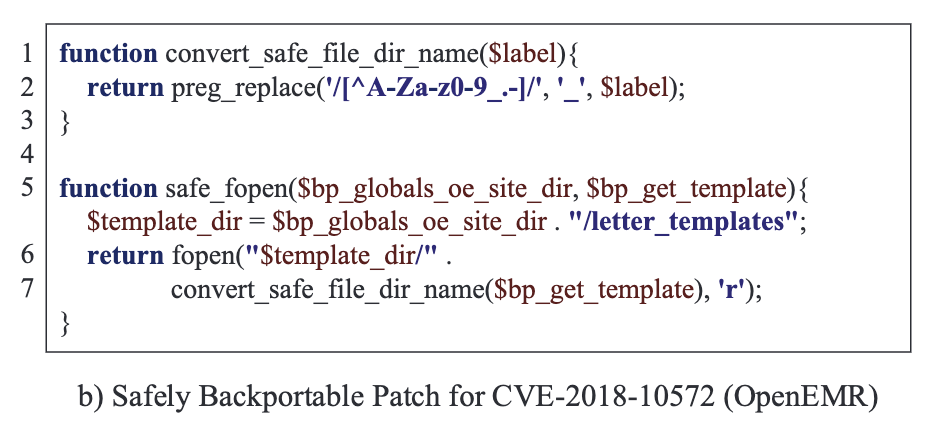 1 function convert_safe_file_dir_name($label){
2 return preg_replace('/[^A-Za-z0-9_.-]/', '_', $label);
3 }
4
5 function safe_fopen($bp_globals_oe_site_dir, $bp_get_template){
$template_dir = $bp_globals_oe_site_dir . "/letter_templates";
6 return fopen("$template_dir/" .
7 convert_safe_file_dir_name($bp_get_template), 'r');
}
b) Safely Backportable Patch for CVE-2018-10572 (OpenEMR)